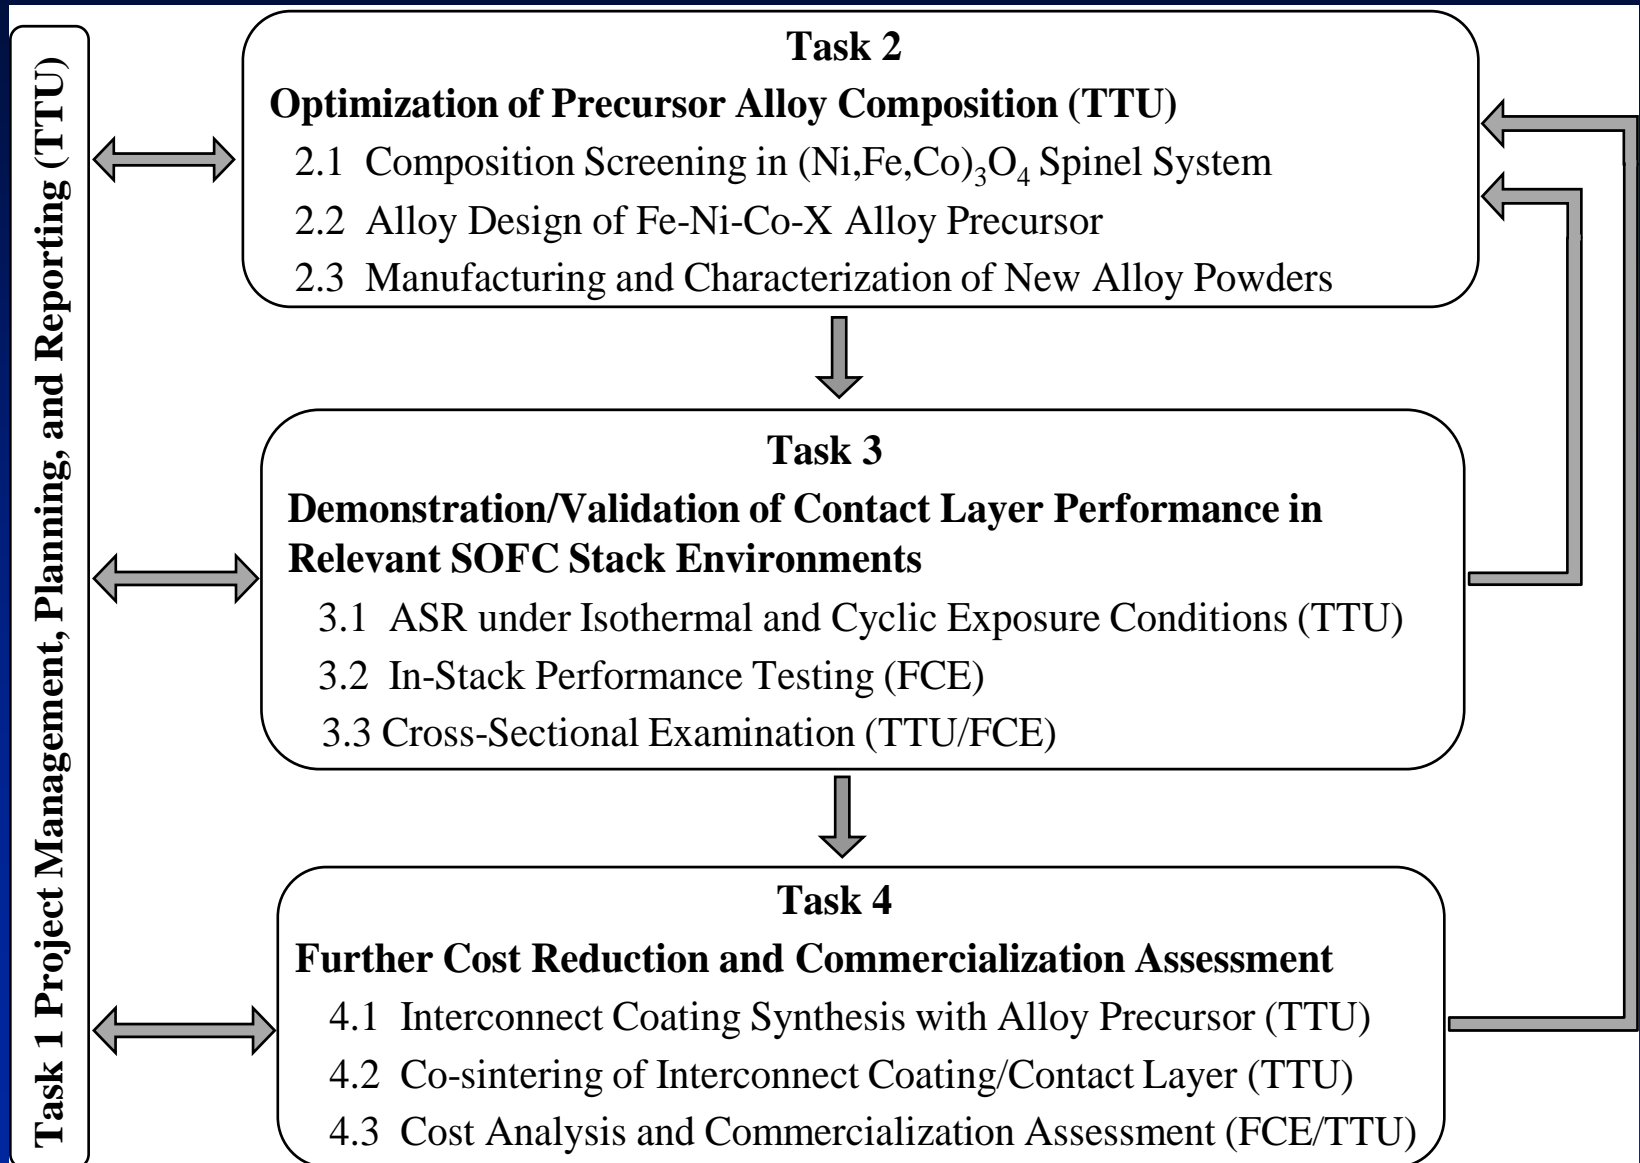 Task 1 Project Management, Planning, and Reporting (TTU)
Task 2
Optimization of Precursor Alloy Composition (TTU)
2.1 Composition Screening in (Ni,Fe,Co)₃O₄ Spinel System
2.2 Alloy Design of Fe-Ni-Co-X Alloy Precursor
2.3 Manufacturing and Characterization of New Alloy Powders
Task 3
Demonstration/Validation of Contact Layer Performance in
Relevant SOFC Stack Environments
3.1 ASR under Isothermal and Cyclic Exposure Conditions (TTU)
3.2 In-Stack Performance Testing (FCE)
3.3 Cross-Sectional Examination (TTU/FCE)
Task 4
Further Cost Reduction and Commercialization Assessment
4.1 Interconnect Coating Synthesis with Alloy Precursor (TTU)
4.2 Co-sintering of Interconnect Coating/Contact Layer (TTU)
4.3 Cost Analysis and Commercialization Assessment (FCE/TTU)